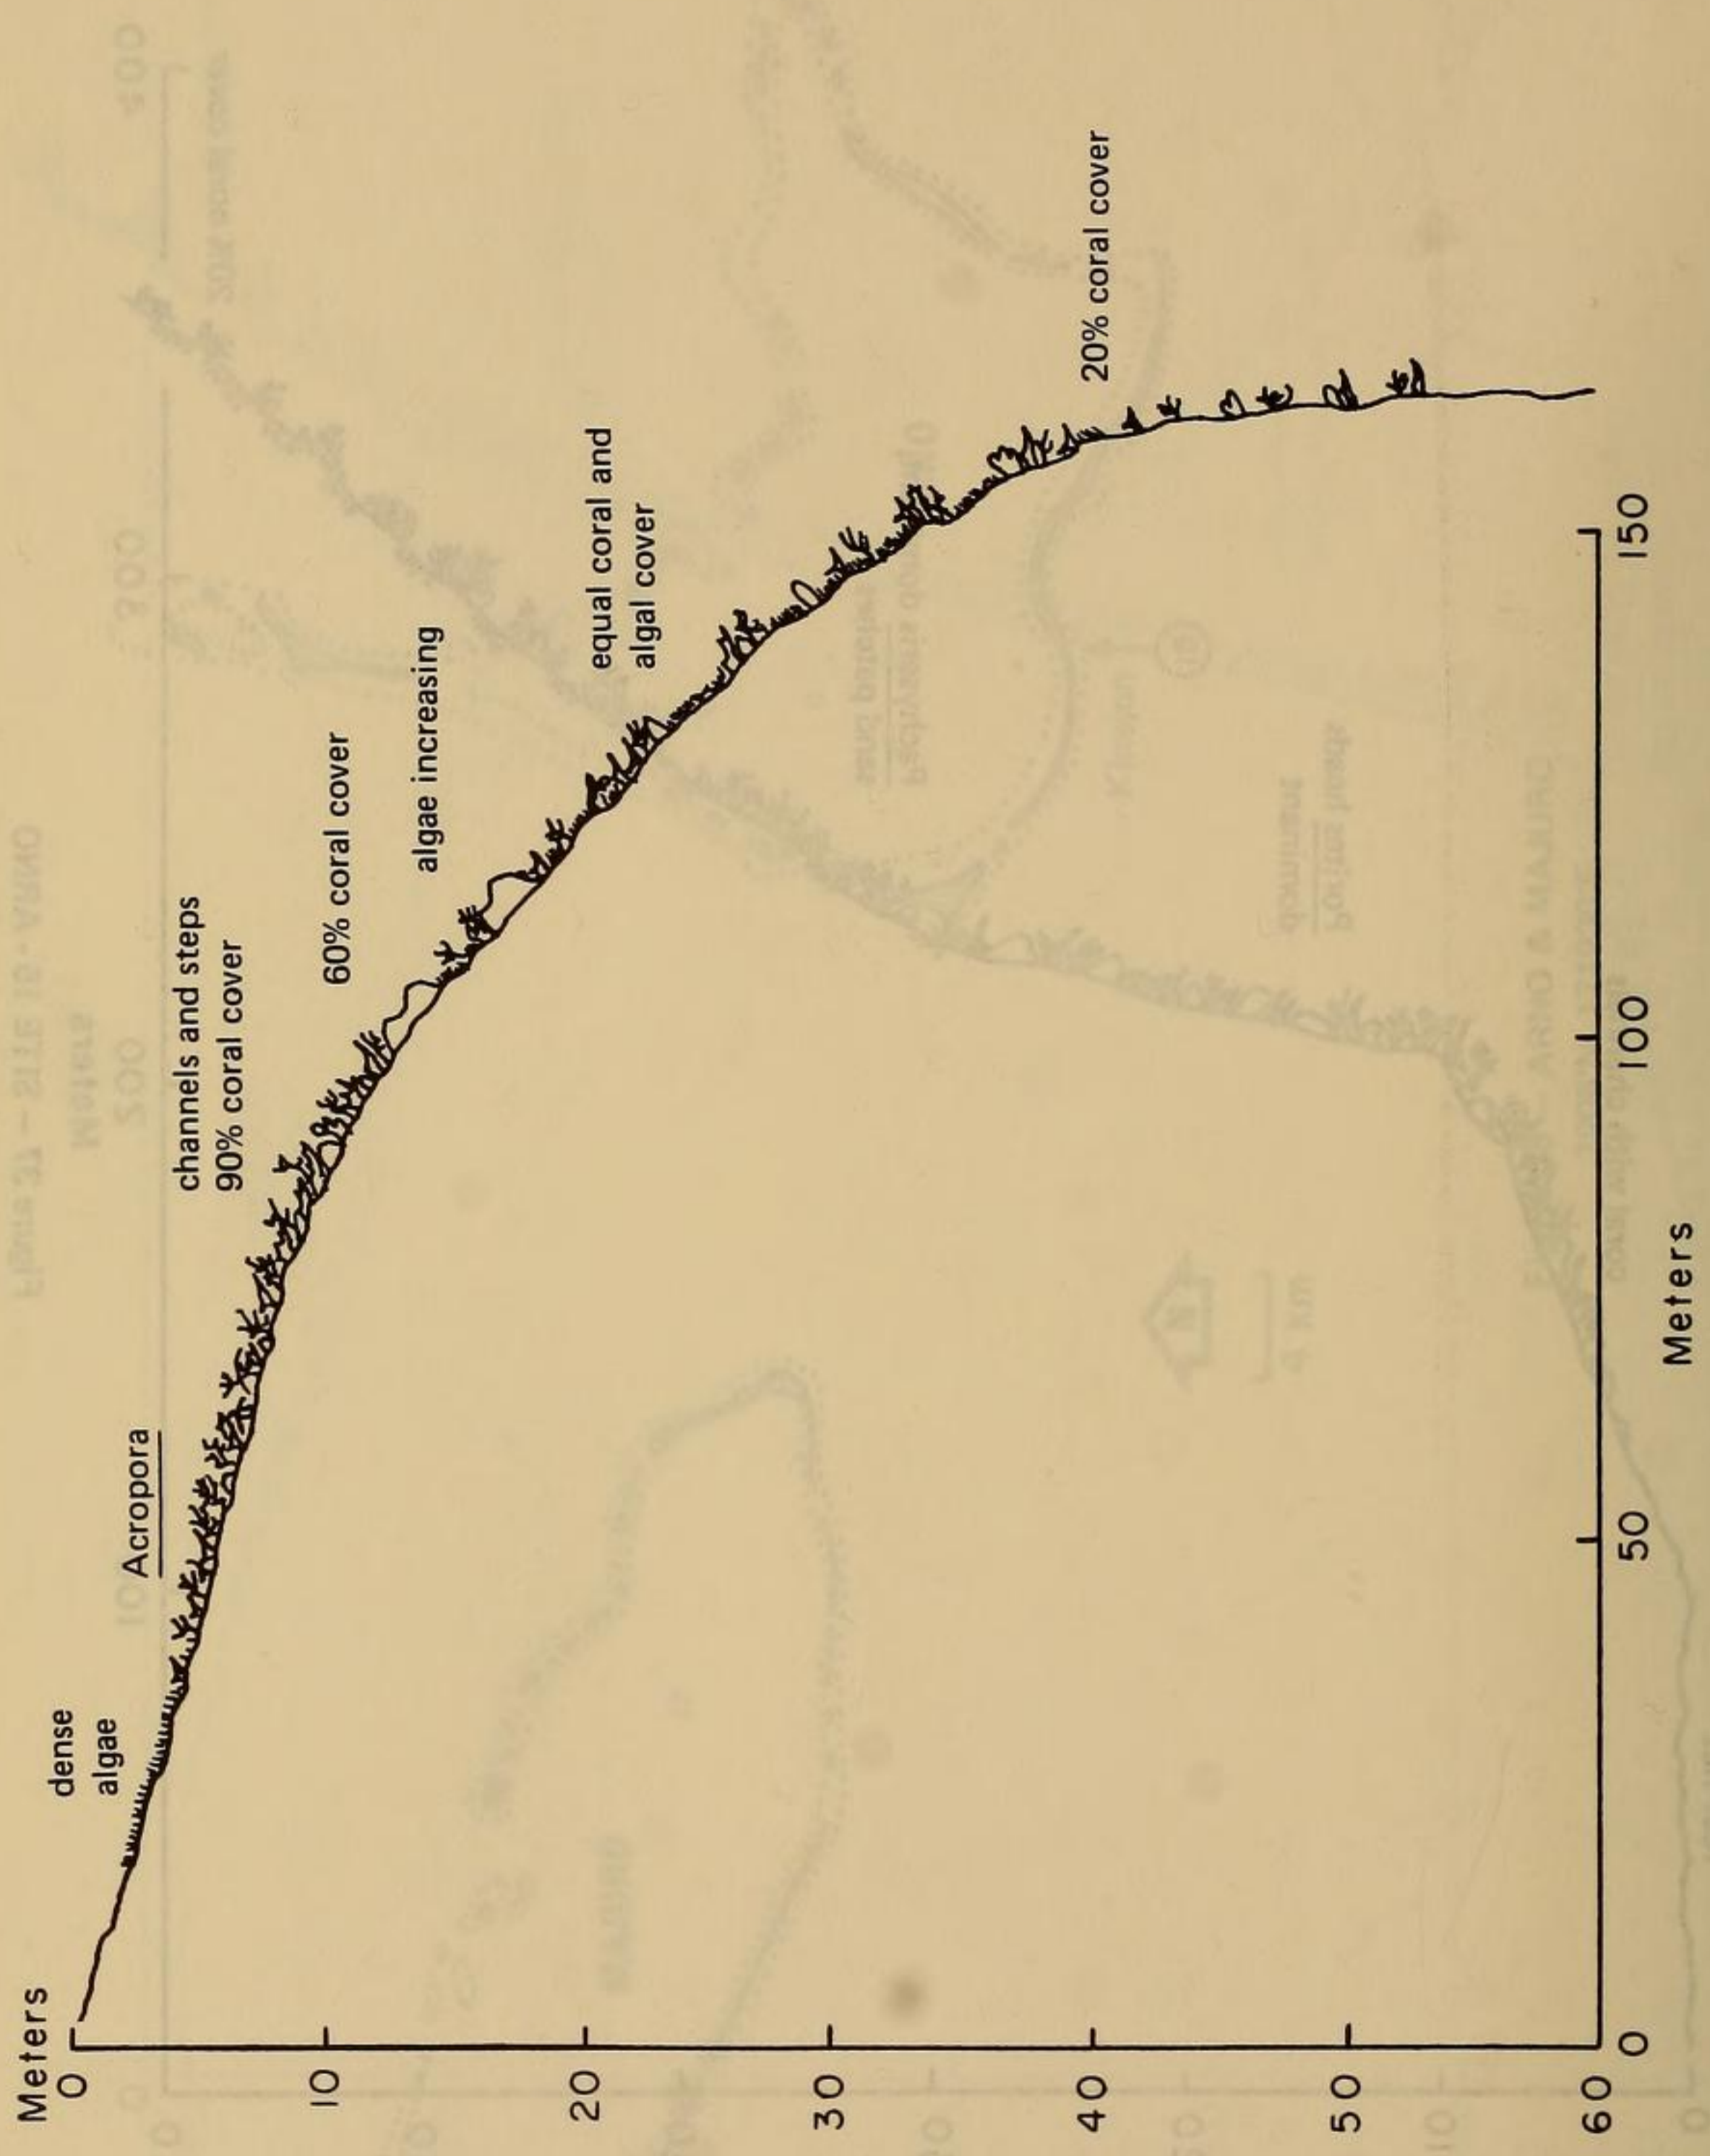 Meters
0
dense
algae
Acropora
channels and steps
90% coral cover
10
60% coral cover
algae increasing
20
equal coral and
algal cover
30
40
20% coral cover
50
60
0
50
100
150
Meters